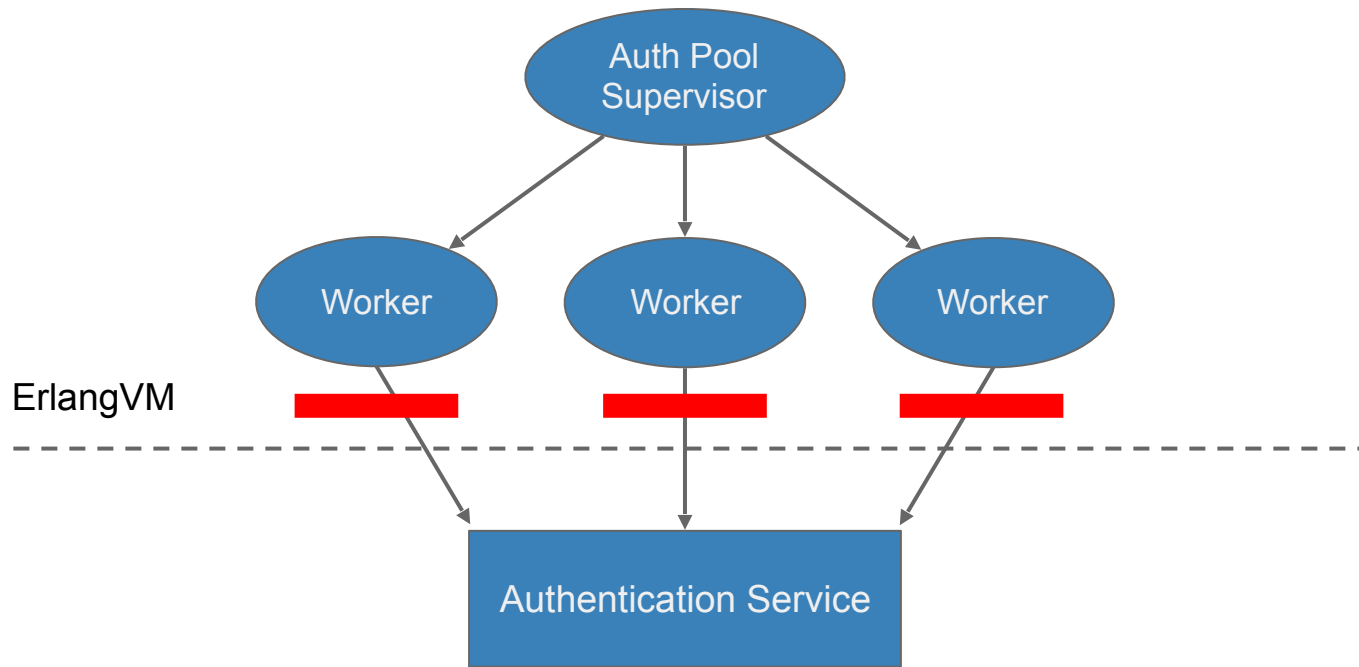 Auth Pool
Supervisor
Worker
Worker
Worker
ErlangVM
Authentication Service